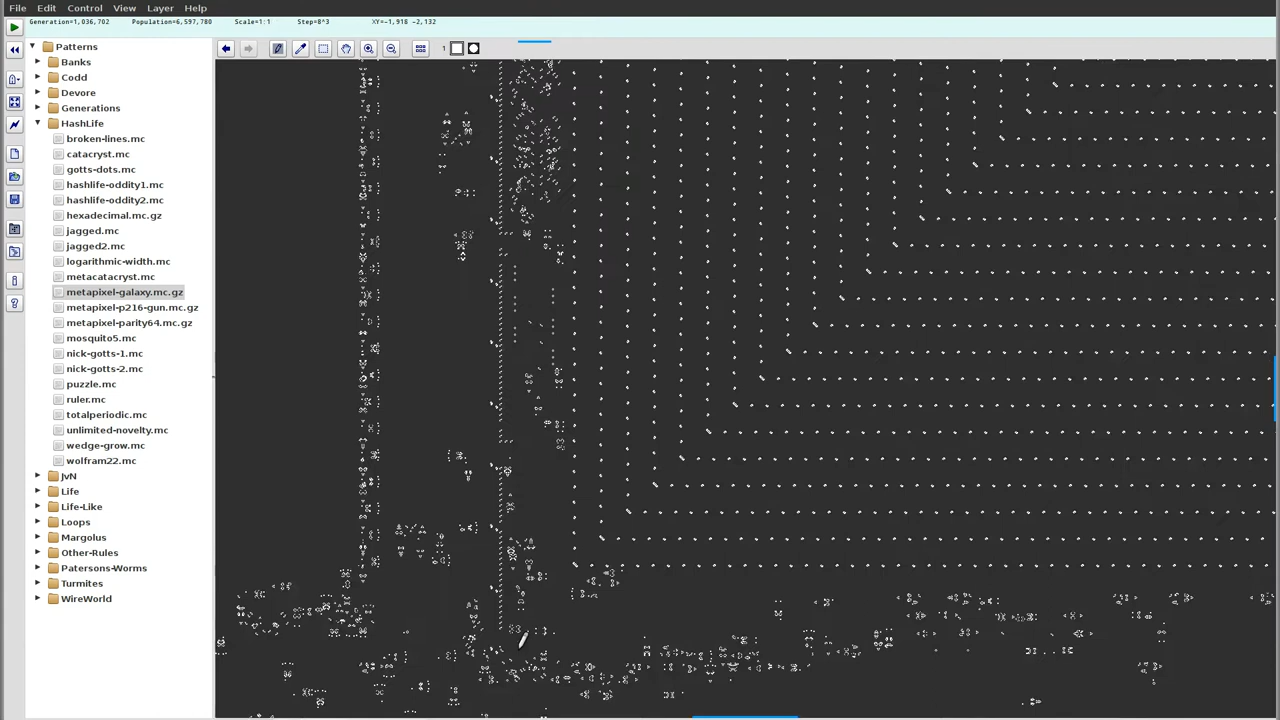 File Edit Control View Layer Help
Generation=1,036,702 Population=6,597,780 Scale=1:1 Step=8^3 XY=-1,918 -2,132
1
Patterns
Banks
Codd
Devore
Generations
HashLife
broken-lines.mc
catacryst.mc
gotts-dots.mc
hashlife-oddity1.mc
hashlife-oddity2.mc
hexadecimal.mc.gz
jagged.mc
jagged2.mc
logarithmic-width.mc
metacatacryst.mc
metapixel-galaxy.mc.gz
metapixel-p216-gun.mc.gz
metapixel-parity64.mc.gz
mosquito5.mc
nick-gotts-1.mc
nick-gotts-2.mc
puzzle.mc
ruler.mc
totalperiodic.mc
unlimited-novelty.mc
wedge-grow.mc
wolfram22.mc
JvN
Life
Life-Like
Loops
Margolus
Other-Rules
Patersons-Worms
Turmites
WireWorld